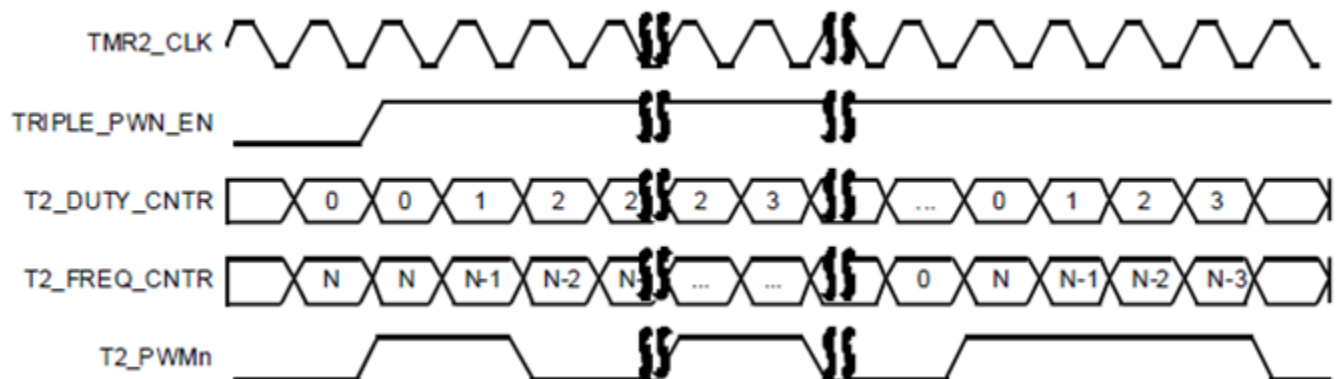 TMR2_CLK
TRIPLE_PWN_EN
T2_DUTY_CNTR 0 0 1 2 2 2 3 ... 0 1 2 3
T2_FREQ_CNTR N N N-1 N-2 N- ... ... 0 N N-1 N-2 N-3
T2_PWMn